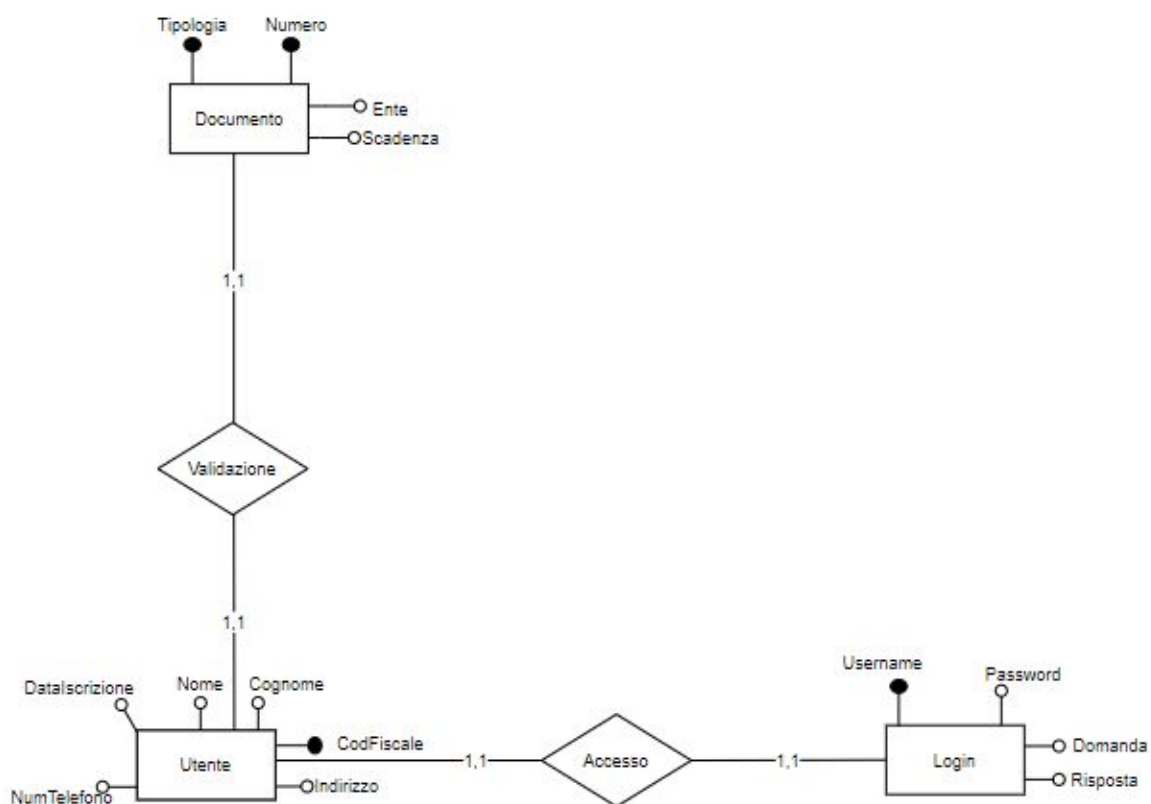 Tipologia Numero
Documento
Ente
Scadenza
1,1
Validazione
1,1
DataIscrizione Nome Cognome
CodFiscale
Utente
Indirizzo
NumTelefono
1,1
Accesso
1,1
Username
Password
Login
Domanda
Risposta